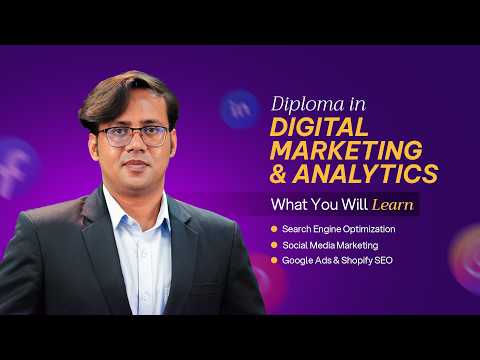 Diploma in
DIGITAL
MARKETING
& ANALYTICS
What You Will Learn
Search Engine Optimization
Social Media Marketing
Google Ads & Shopify SEO